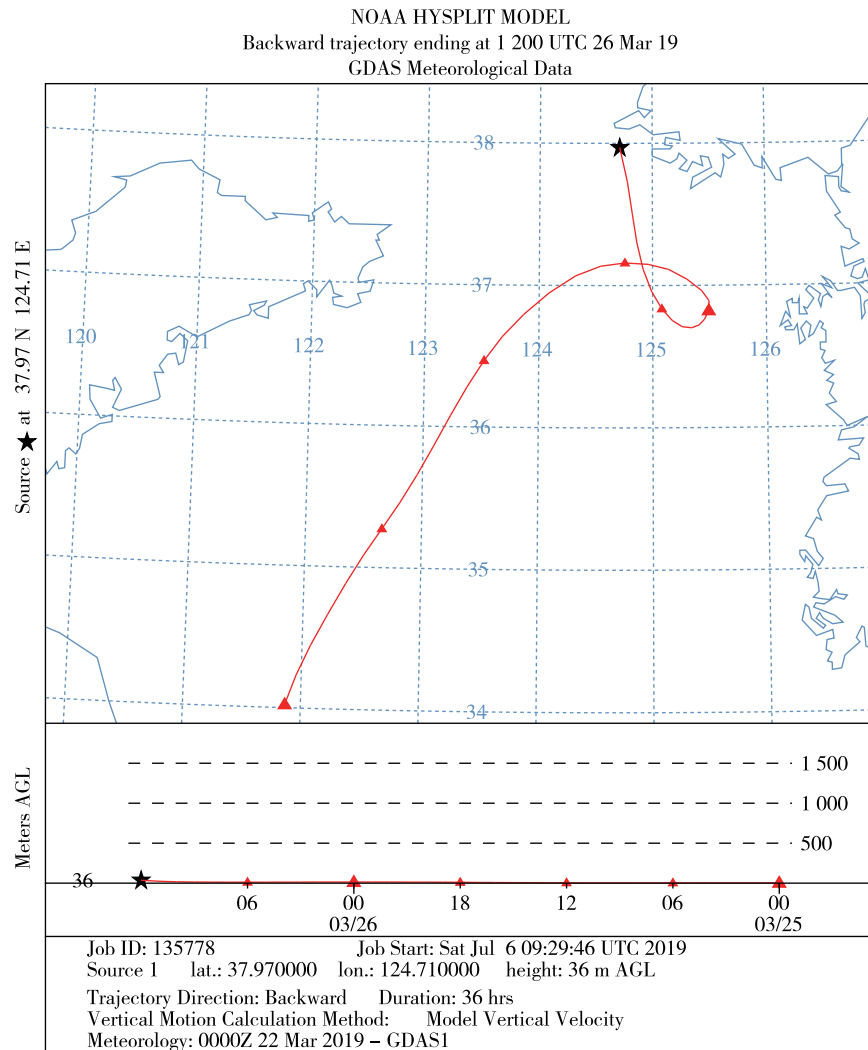 NOAA HYSPLIT MODEL
Backward trajectory ending at 1 200 UTC 26 Mar 19
GDAS Meteorological Data
Source ★ at 37.97 N 124.71 E
38
37
120
121
122
123
124
125
126
36
35
34
Meters AGL
1 500
1 000
500
36
06
00
18
12
06
00
03/26
03/25
Job ID: 135778 Job Start: Sat Jul 6 09:29:46 UTC 2019
Source 1 lat.: 37.970000 lon.: 124.710000 height: 36 m AGL
Trajectory Direction: Backward Duration: 36 hrs
Vertical Motion Calculation Method: Model Vertical Velocity
Meteorology: 0000Z 22 Mar 2019 – GDAS1